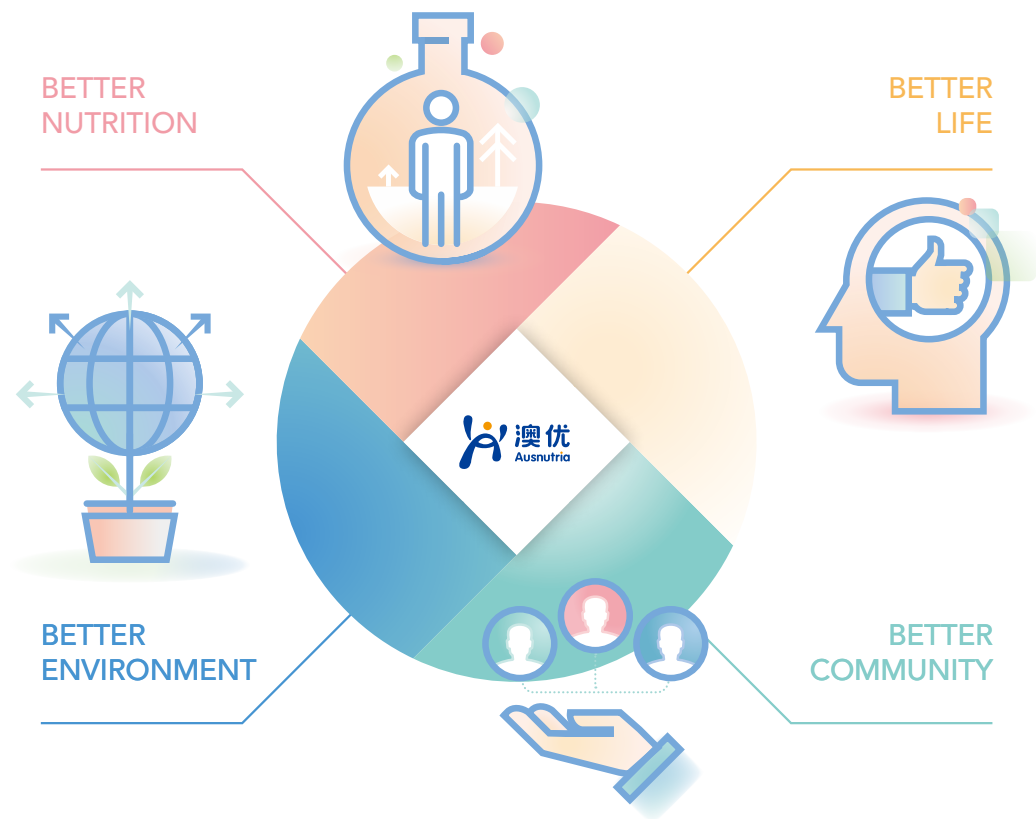 BETTER
NUTRITION
BETTER
LIFE
澳优
Ausnutria
BETTER
ENVIRONMENT
BETTER
COMMUNITY